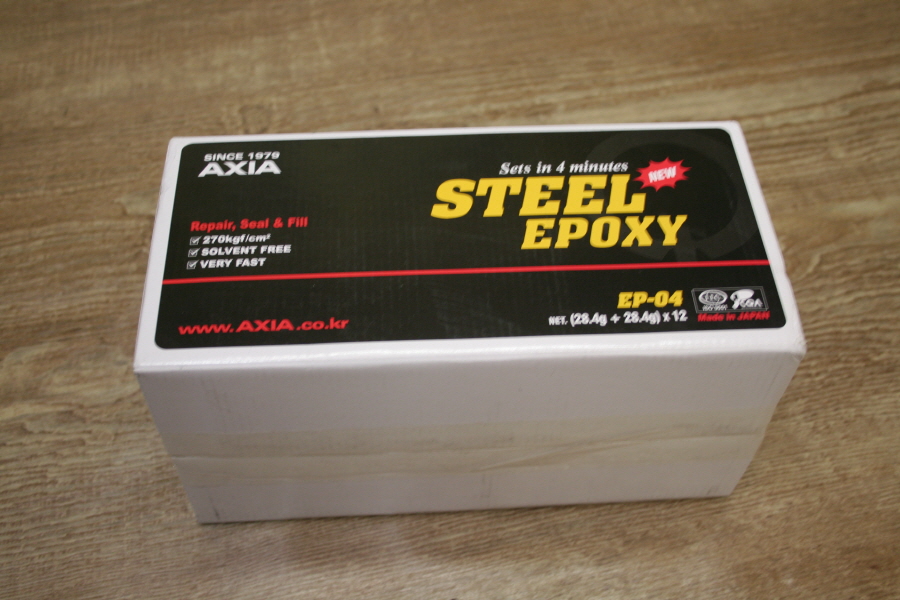 SINCE 1979
AXIA
Sets in 4 minutes
NEW
STEEL
EPOXY
Repair, Seal & Fill
270kgf/cm²
SOLVENT FREE
VERY FAST
EP-04
NET. (28.4g + 28.4g) x 12
Made in JAPAN
www.AXIA.co.kr